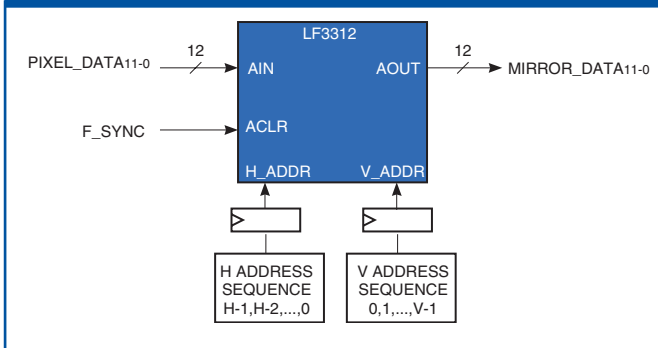 LF3312
12
12
PIXEL_DATA11-0
AIN
AOUT
MIRROR_DATA11-0
F_SYNC
ACLR
H_ADDR
V_ADDR
H ADDRESS
SEQUENCE
H-1,H-2,...,0
V ADDRESS
SEQUENCE
0,1,...,V-1